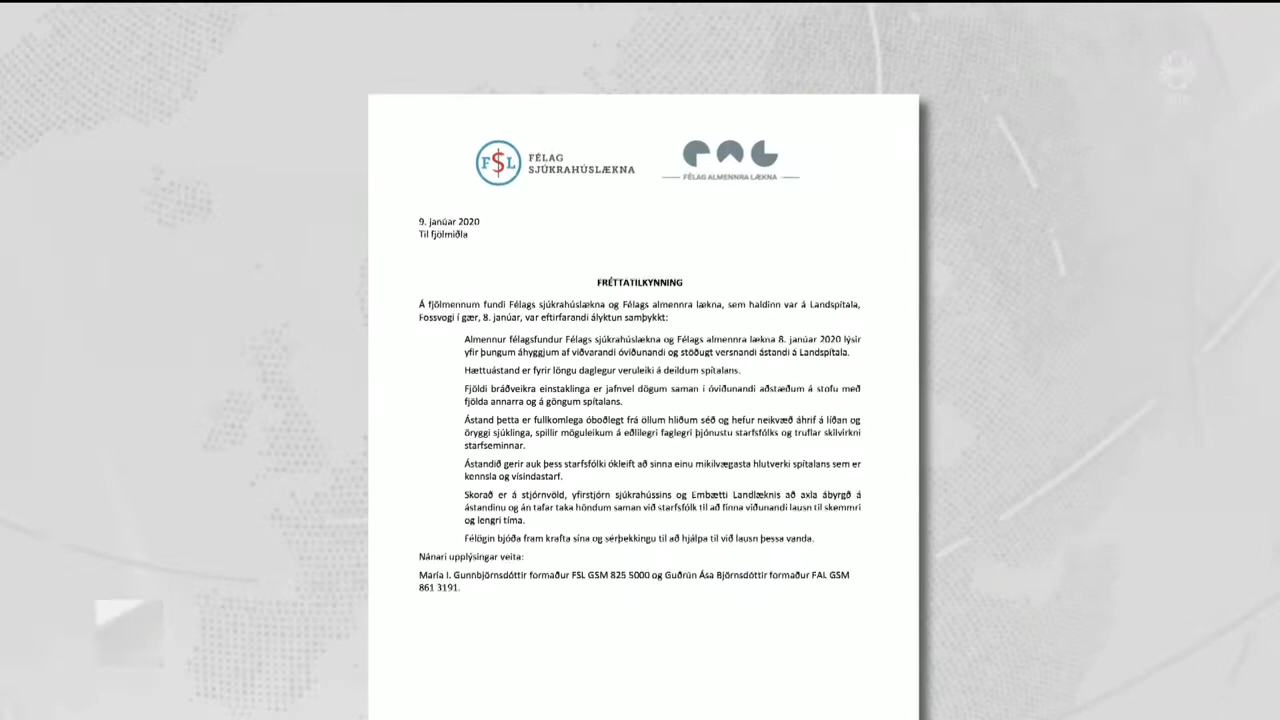 FSL
FÉLAG
SJÚKRAHÚSLÆKNA
FAL
FÉLAG ALMENNRA LÆKNA
9. janúar 2020
Til fjölmiðla
FRÉTTATILKYNNING
Á fjölmennum fundi Félags sjúkrahúslækna og Félags almennra lækna, sem haldinn var á Landspítala,
Fossvogi í gær, 8. janúar, var eftirfarandi ályktun samþykkt:
Almennur félagsfundur Félags sjúkrahúslækna og Félags almennra lækna 8. janúar 2020 lýsir
yfir þungum áhyggjum af viðvarandi óviðunandi og stöðugt versnandi ástandi á Landspítala.
Hættuástand er fyrir löngu daglegur veruleiki á deildum spítalans.
Fjöldi bráðveikra einstaklinga er jafnvel dögum saman í óviðunandi aðstæðum á stofu með
fjölda annarra og á göngum spítalans.
Ástand þetta er fullkomlega óboðlegt frá öllum hliðum séð og hefur neikvæð áhrif á líðan og
öryggi sjúklinga, spillir möguleikum á eðlilegri faglegri þjónustu starfsfólks og truflar skilvirkni
starfseminnar.
Ástandið gerir auk þess starfsfólki ókleift að sinna einu mikilvægasta hlutverki spítalans sem er
kennsla og vísindastarf.
Skorað er á stjórnvöld, yfirstjórn sjúkrahússins og Embætti Landlæknis að axla ábyrgð á
ástandinu og án tafar taka höndum saman við starfsfólk til að finna viðunandi lausn til skemmri
og lengri tíma.
Félögin bjóða fram krafta sína og sérþekkingu til að hjálpa til við lausn þessa vanda.
Nánari upplýsingar veita:
María I. Gunnbjörnsdóttir formaður FSL GSM 825 5000 og Guðrún Ása Björnsdóttir formaður FAL GSM
861 3191.